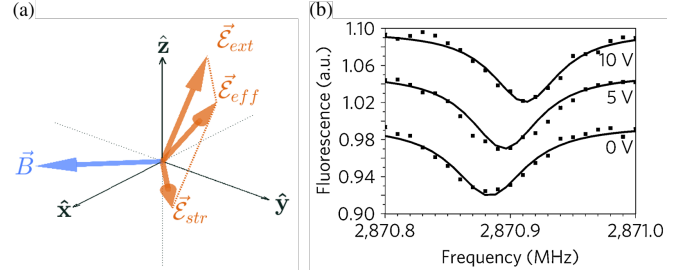 (a)
ẑ
ℰ⃗ext
ℰ⃗eff
B⃗
x̂
ŷ
ℰ⃗str
(b)
1.10
1.06
1.02
0.98
0.94
0.90
Fluorescence (a.u.)
10 V
5 V
0 V
2,870.8 2,870.9 2,871.0
Frequency (MHz)